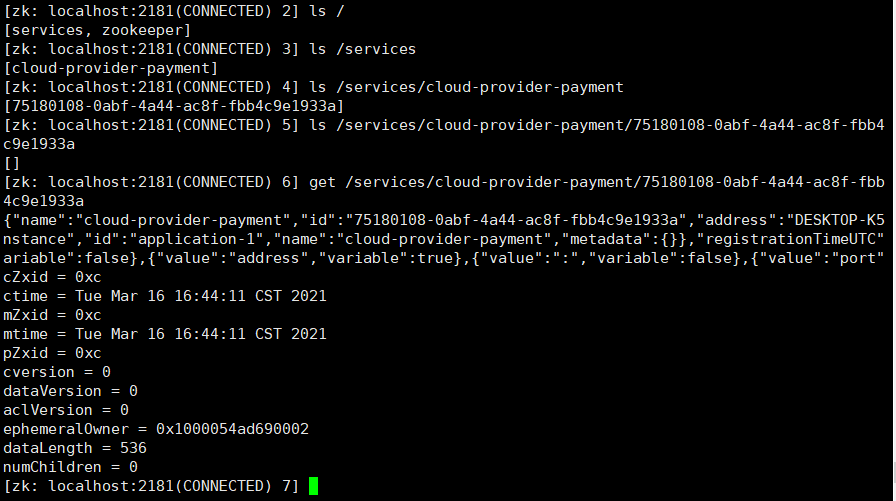 [zk: localhost:2181(CONNECTED) 2] ls /
[services, zookeeper]
[zk: localhost:2181(CONNECTED) 3] ls /services
[cloud-provider-payment]
[zk: localhost:2181(CONNECTED) 4] ls /services/cloud-provider-payment
[75180108-0abf-4a44-ac8f-fbb4c9e1933a]
[zk: localhost:2181(CONNECTED) 5] ls /services/cloud-provider-payment/75180108-0abf-4a44-ac8f-fbb4
c9e1933a
[]
[zk: localhost:2181(CONNECTED) 6] get /services/cloud-provider-payment/75180108-0abf-4a44-ac8f-fbb
4c9e1933a
{"name":"cloud-provider-payment","id":"75180108-0abf-4a44-ac8f-fbb4c9e1933a","address":"DESKTOP-K5
nstance","id":"application-1","name":"cloud-provider-payment","metadata":{}},"registrationTimeUTC"
ariable":false},{"value":"address","variable":true},{"value":":","variable":false},{"value":"port"
cZxid = 0xc
ctime = Tue Mar 16 16:44:11 CST 2021
mZxid = 0xc
mtime = Tue Mar 16 16:44:11 CST 2021
pZxid = 0xc
cversion = 0
dataVersion = 0
aclVersion = 0
ephemeralOwner = 0x1000054ad690002
dataLength = 536
numChildren = 0
[zk: localhost:2181(CONNECTED) 7]